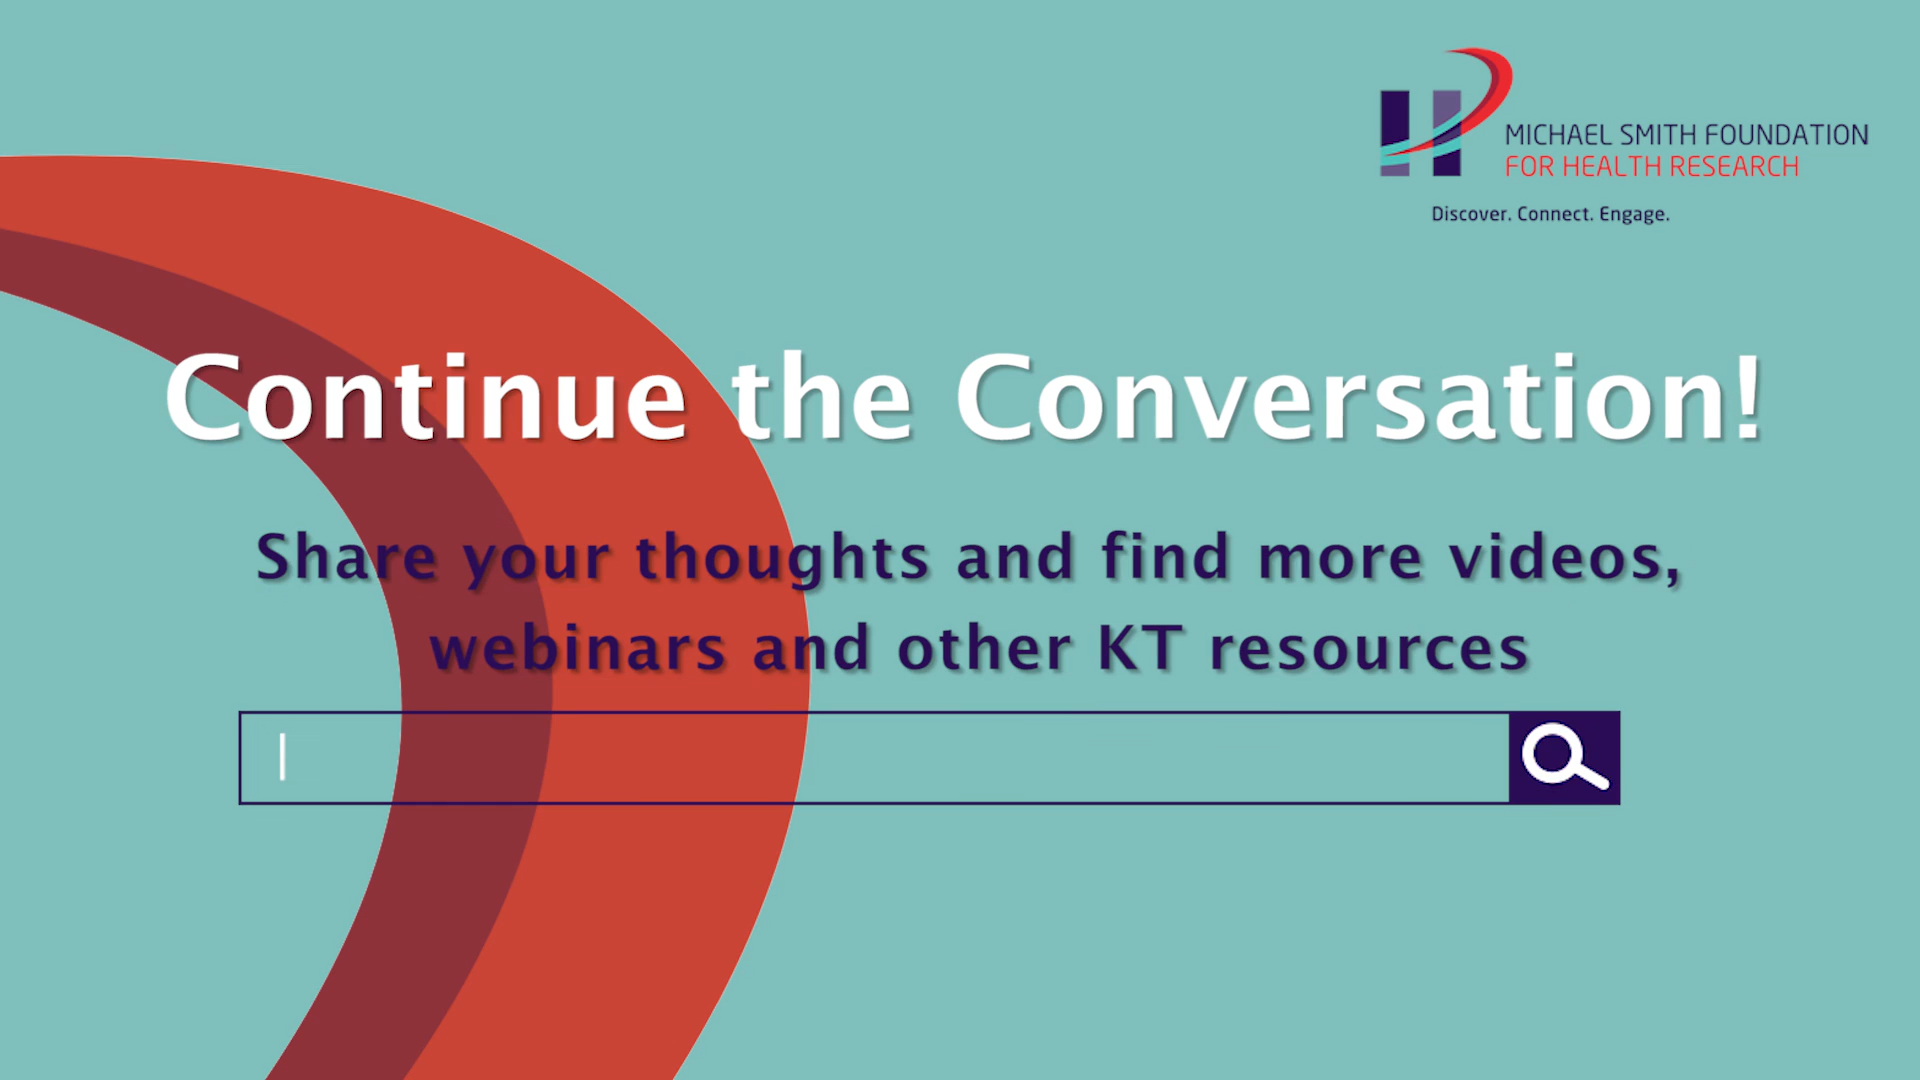 MICHAEL SMITH FOUNDATION
FOR HEALTH RESEARCH
Discover. Connect. Engage.
Continue the Conversation!
Share your thoughts and find more videos,
webinars and other KT resources